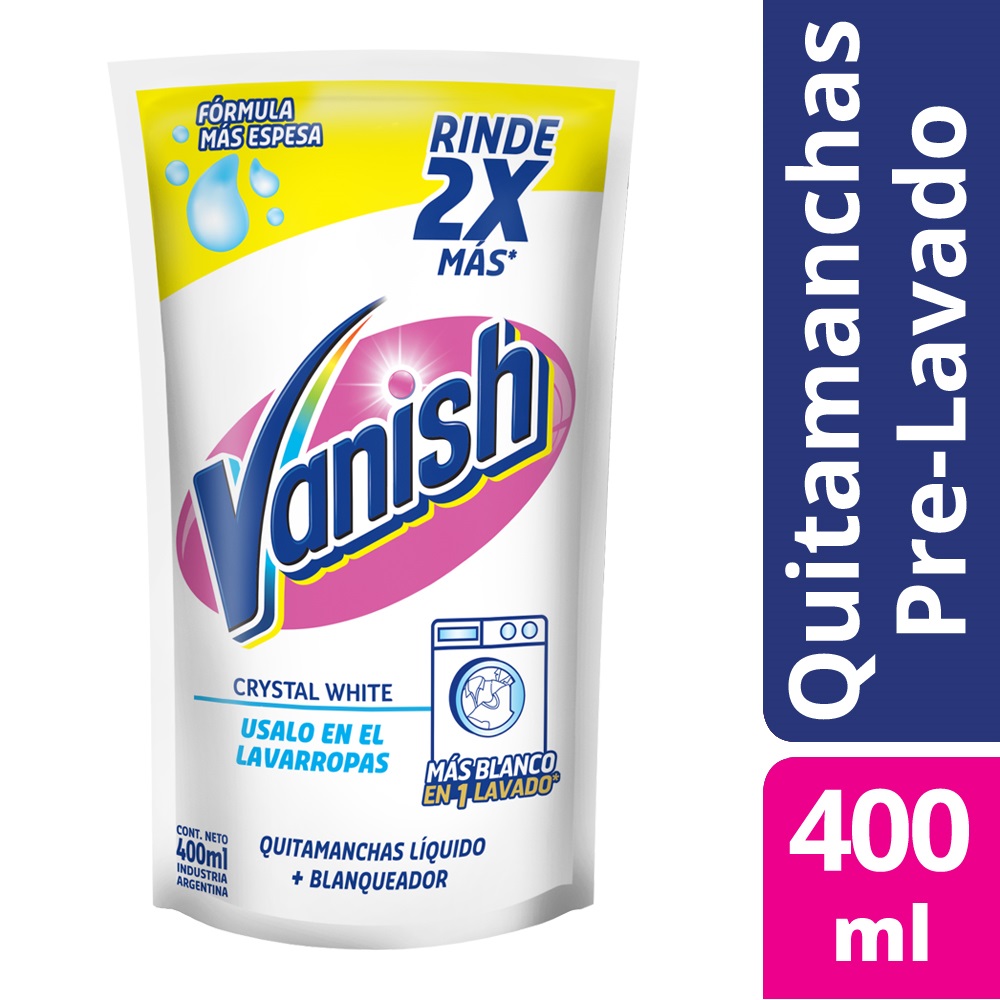 FÓRMULA
MÁS ESPESA
RINDE
2X
MÁS*
Vanish
CRYSTAL WHITE
USALO EN EL
LAVARROPAS
MÁS BLANCO
EN 1 LAVADO*
CONT. NETO
400ml
INDUSTRIA
ARGENTINA
QUITAMANCHAS LÍQUIDO
+ BLANQUEADOR
Quitamanchas
Pre-Lavado
400
ml